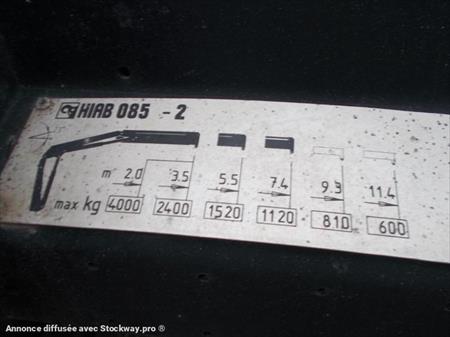 HIAB 085 - 2
m 2.0 3.5 5.5 7.4 9.3 11.4
max kg 4000 2400 1520 1120 810 600
Annonce diffusée avec Stockway.pro ®